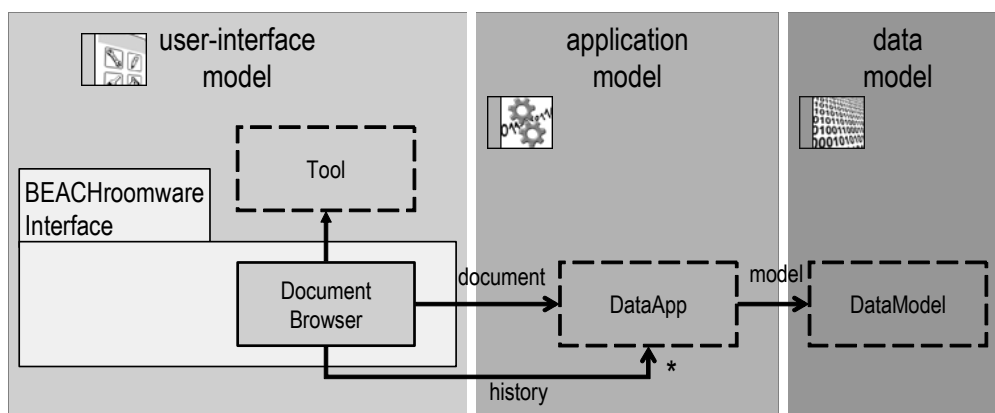 user-interface
model
application
model
data
model
Tool
BEACHroomware
Interface
Document
Browser
document
DataApp
model
DataModel
*
history